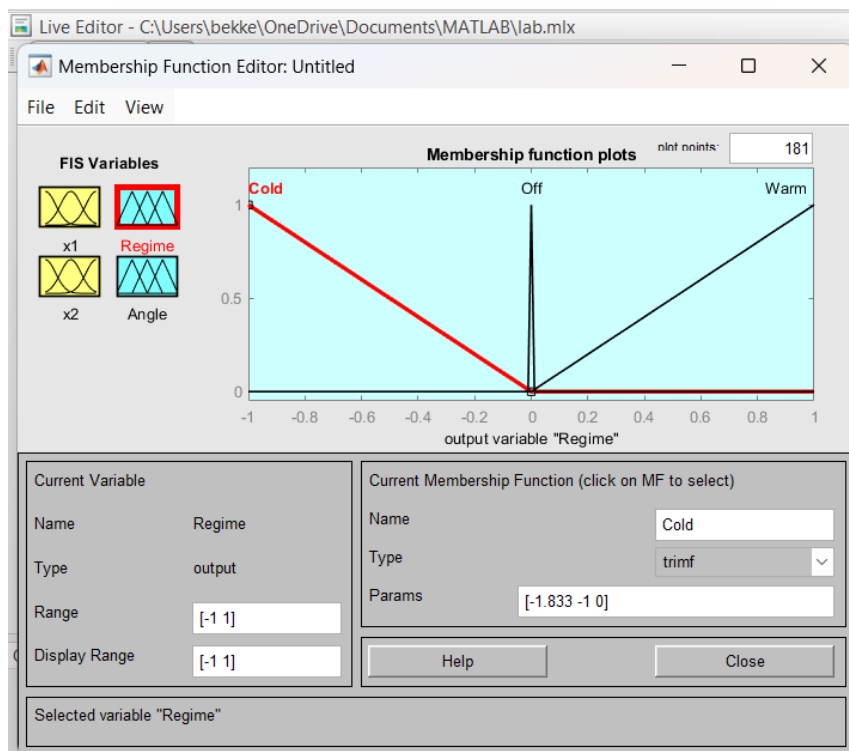 Live Editor - C:\Users\bekke\OneDrive\Documents\MATLAB\lab.mlx
Membership Function Editor: Untitled
File Edit View
FIS Variables
x1
Regime
x2
Angle
Membership function plots
plot points:
181
Cold
Off
Warm
1
0.5
0
-1 -0.8 -0.6 -0.4 -0.2 0 0.2 0.4 0.6 0.8 1
output variable "Regime"
Current Variable
Name Regime
Type output
Range [-1 1]
Display Range [-1 1]
Current Membership Function (click on MF to select)
Name Cold
Type trimf
Params [-1.833 -1 0]
Help Close
Selected variable "Regime"